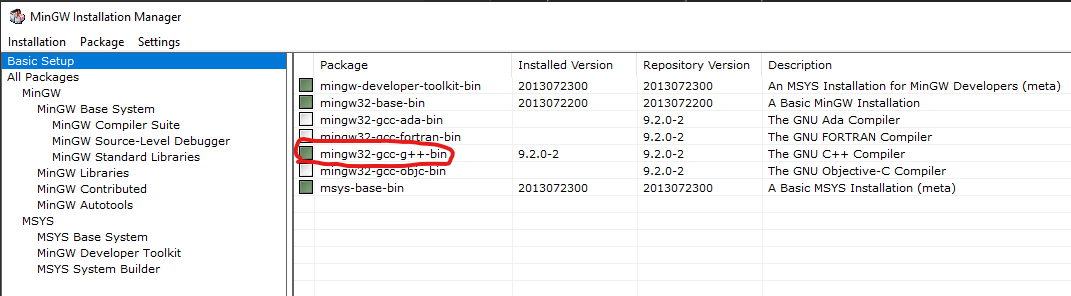 MinGW Installation Manager
Installation Package Settings
Basic Setup
All Packages
MinGW
MinGW Base System
MinGW Compiler Suite
MinGW Source-Level Debugger
MinGW Standard Libraries
MinGW Libraries
MinGW Contributed
MinGW Autotools
MSYS
MSYS Base System
MinGW Developer Toolkit
MSYS System Builder
Package Installed Version Repository Version Description
mingw-developer-toolkit-bin 2013072300 2013072300 An MSYS Installation for MinGW Developers (meta)
mingw32-base-bin 2013072200 2013072200 A Basic MinGW Installation
mingw32-gcc-ada-bin 9.2.0-2 The GNU Ada Compiler
mingw32-gcc-fortran-bin 9.2.0-2 The GNU FORTRAN Compiler
mingw32-gcc-g++-bin 9.2.0-2 9.2.0-2 The GNU C++ Compiler
mingw32-gcc-objc-bin 9.2.0-2 The GNU Objective-C Compiler
msys-base-bin 2013072300 2013072300 A Basic MSYS Installation (meta)